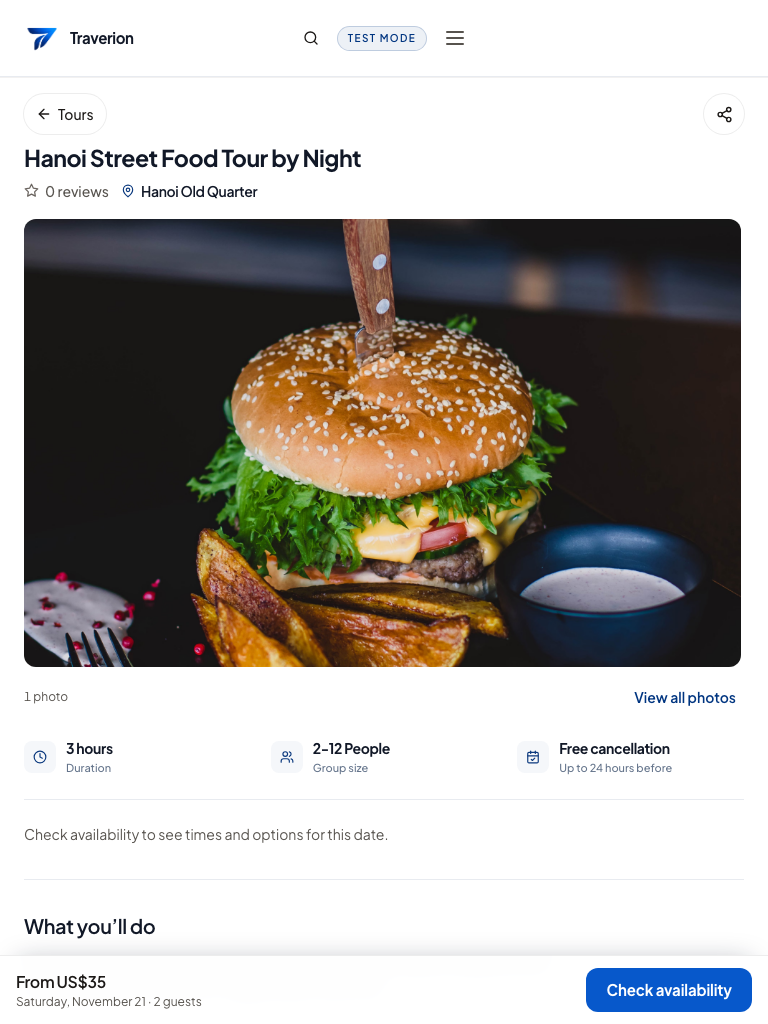 Traverion
TEST MODE
Tours
Hanoi Street Food Tour by Night
0 reviews
Hanoi Old Quarter
1 photo
View all photos
3 hours
Duration
2–12 People
Group size
Free cancellation
Up to 24 hours before
Check availability to see times and options for this date.
What you’ll do
From US$35
Saturday, November 21 · 2 guests
Check availability